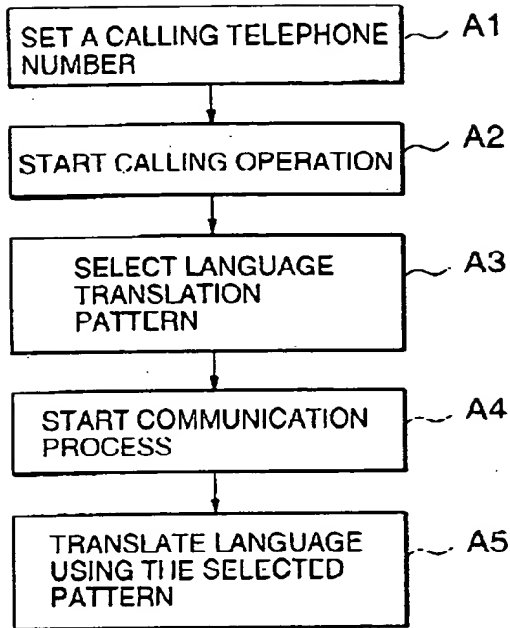 SET A CALLING TELEPHONE
NUMBER
A1
START CALLING OPERATION
A2
SELECT LANGUAGE
TRANSLATION
PATTERN
A3
START COMMUNICATION
PROCESS
A4
TRANSLATE LANGUAGE
USING THE SELECTED
PATTERN
A5